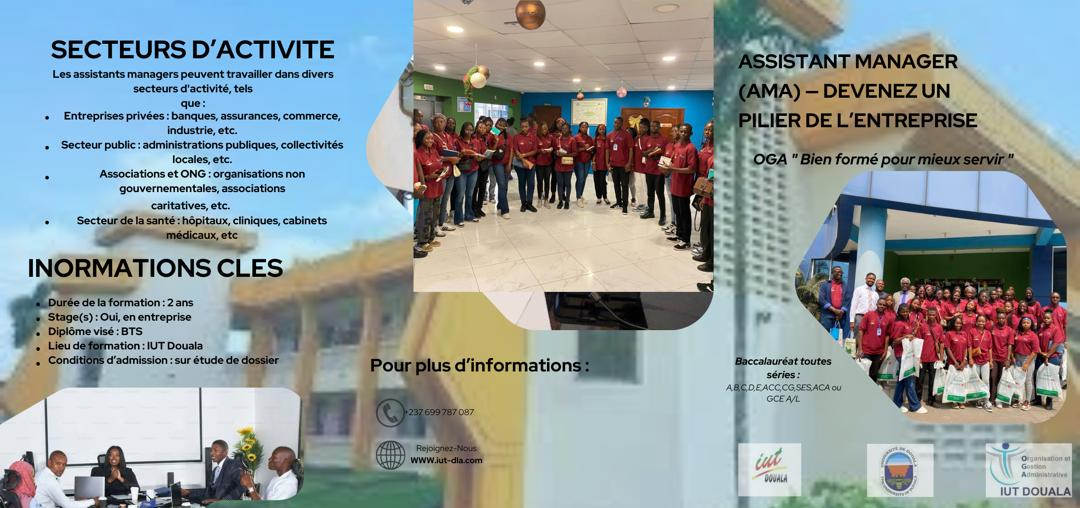 SECTEURS D'ACTIVITE
Les assistants managers peuvent travailler dans divers
secteurs d'activité, tels
que :
Entreprises privées : banques, assurances, commerce,
industrie, etc.
Secteur public : administrations publiques, collectivités
locales, etc.
Associations et ONG : organisations non
gouvernementales, associations
caritatives, etc.
Secteur de la santé : hôpitaux, cliniques, cabinets
médicaux, etc
INORMATIONS CLES
Durée de la formation : 2 ans
Stage(s) : Oui, en entreprise
Diplôme visé : BTS
Lieu de formation : IUT Douala
Conditions d'admission : sur étude de dossier
Pour plus d'informations :
+237 699 787 087
Rejoignez-Nous
WWW.iut-dla.com
ASSISTANT MANAGER
(AMA) – DEVENEZ UN
PILIER DE L'ENTREPRISE
OGA " Bien formé pour mieux servir "
Baccalauréat toutes
séries :
A,B,C,D,E,ACC,CG,SES,ACA ou
GCE A/L
iut
DOUALA
Organisation et
Gestion
Administrative
IUT DOUALA